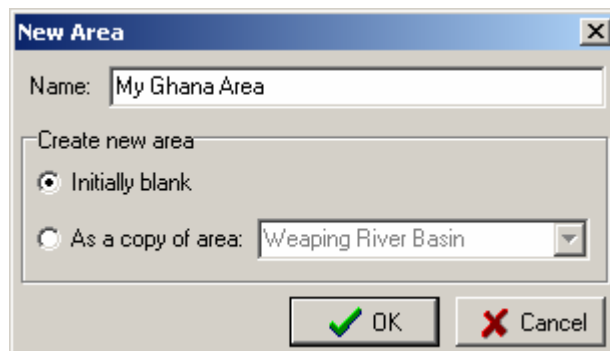 New Area
Name: My Ghana Area
Create new area
Initially blank
As a copy of area: Weaping River Basin
OK Cancel